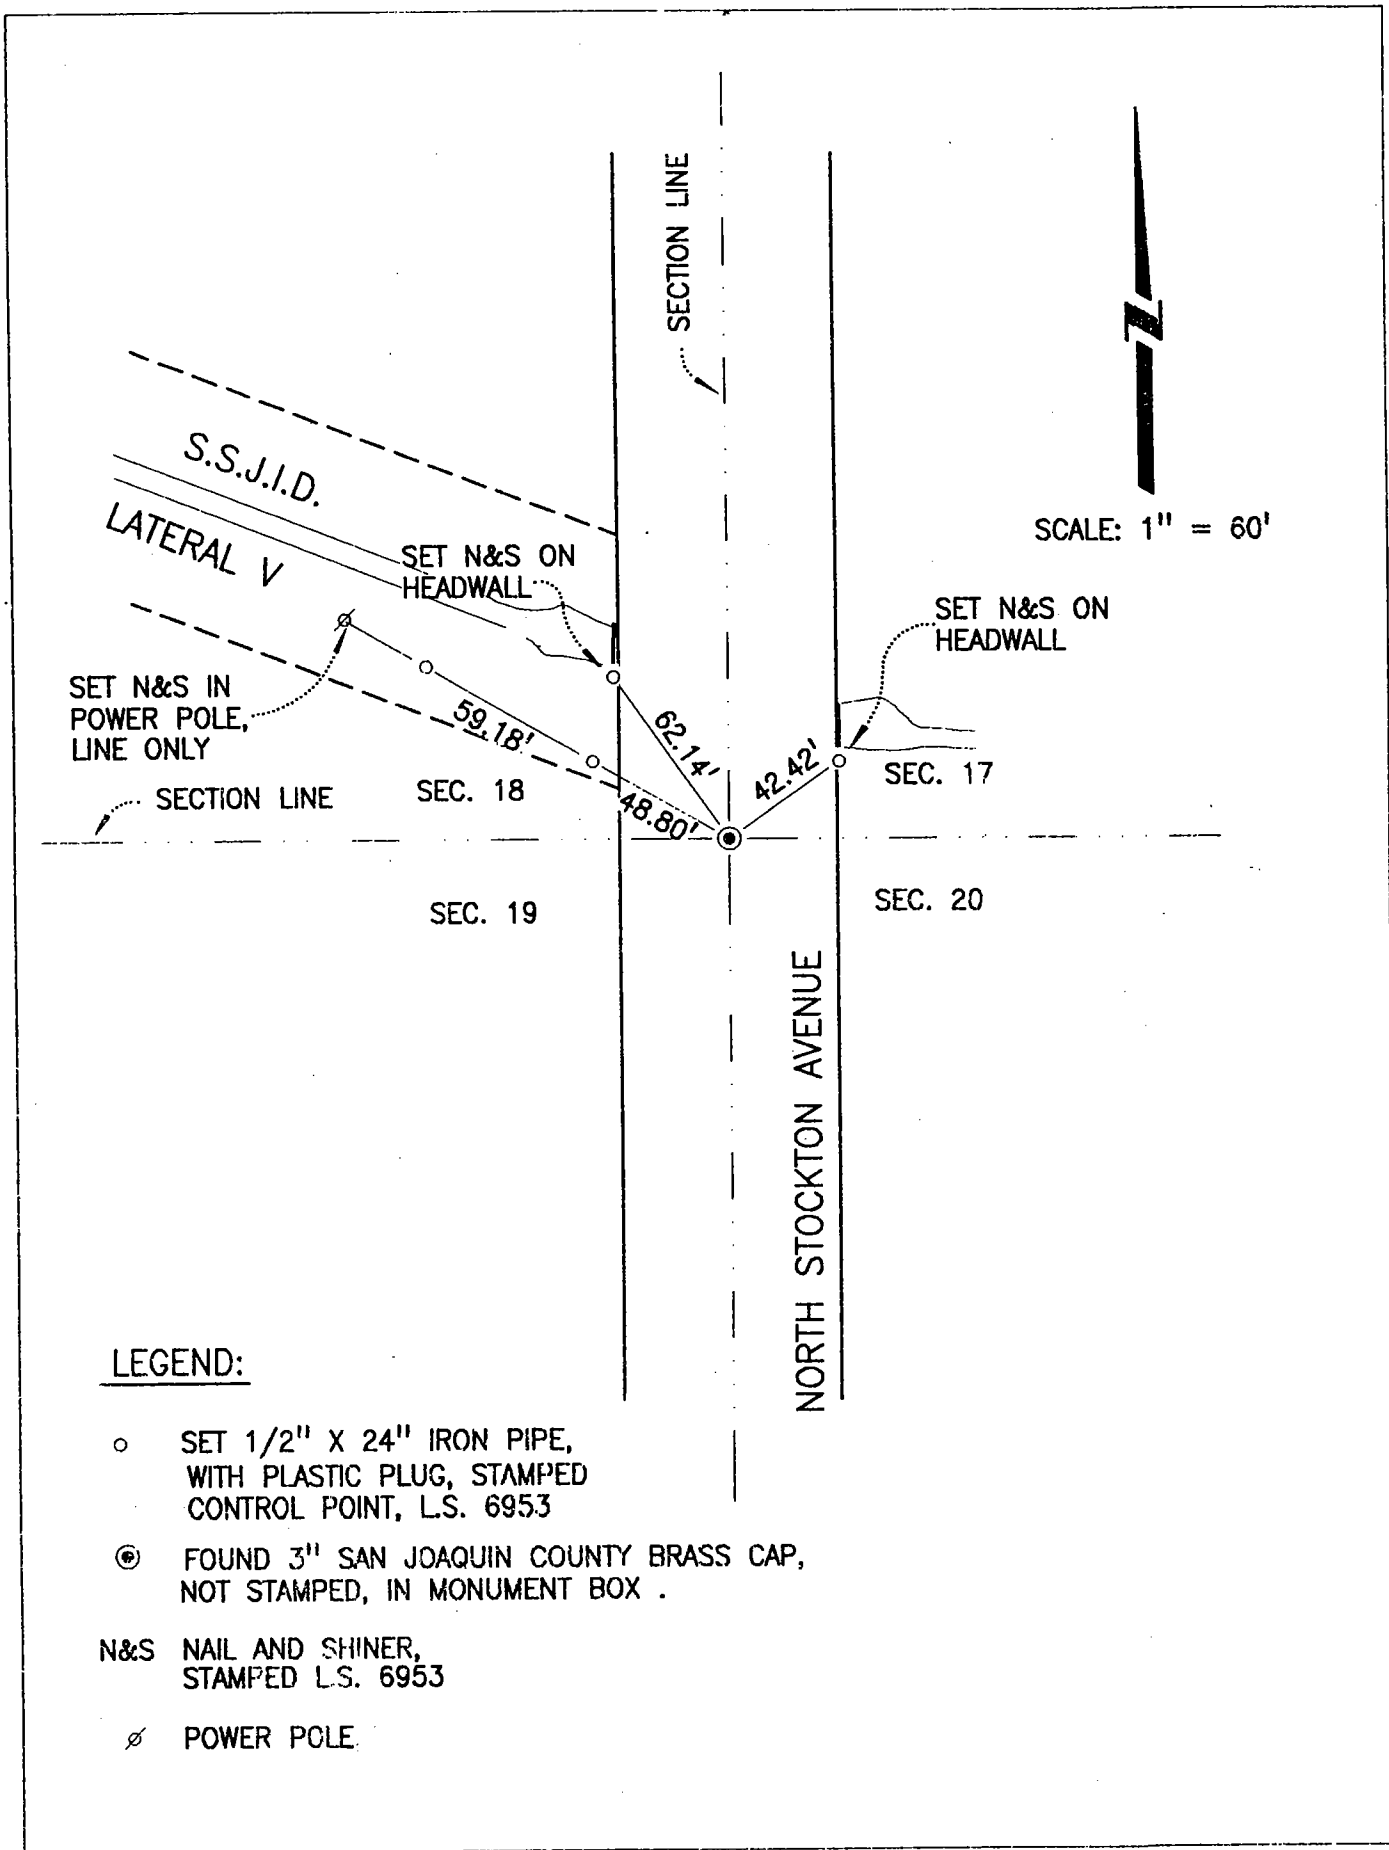 SECTION LINE
S.S.J.I.D.
LATERAL V
SCALE: 1" = 60'
SET N&S ON
HEADWALL
SET N&S ON
HEADWALL
SET N&S IN
POWER POLE,
LINE ONLY
59.18'
62.14'
42.42'
48.80'
SEC. 17
SEC. 18
SECTION LINE
SEC. 19
SEC. 20
NORTH STOCKTON AVENUE
LEGEND:
SET 1/2" X 24" IRON PIPE,
WITH PLASTIC PLUG, STAMPED
CONTROL POINT, L.S. 6953
FOUND 3" SAN JOAQUIN COUNTY BRASS CAP,
NOT STAMPED, IN MONUMENT BOX .
N&S NAIL AND SHINER,
STAMPED L.S. 6953
POWER POLE
N